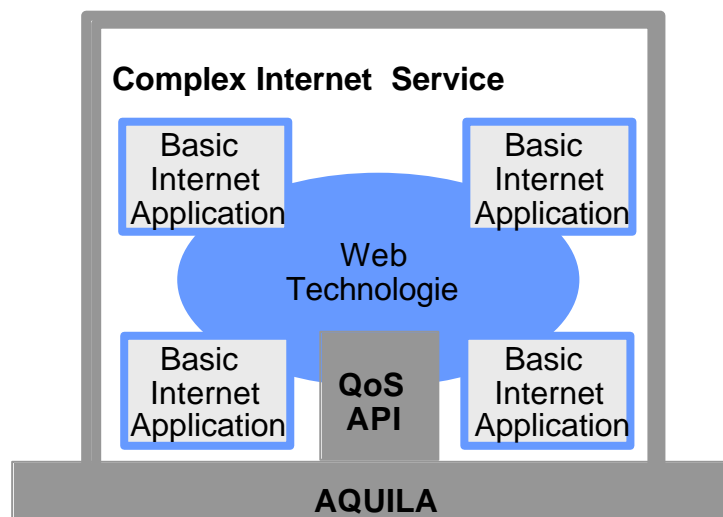 Complex Internet Service
Basic
Internet
Application
Basic
Internet
Application
Web
Technologie
Basic
Internet
Application
QoS
API
Basic
Internet
Application
AQUILA